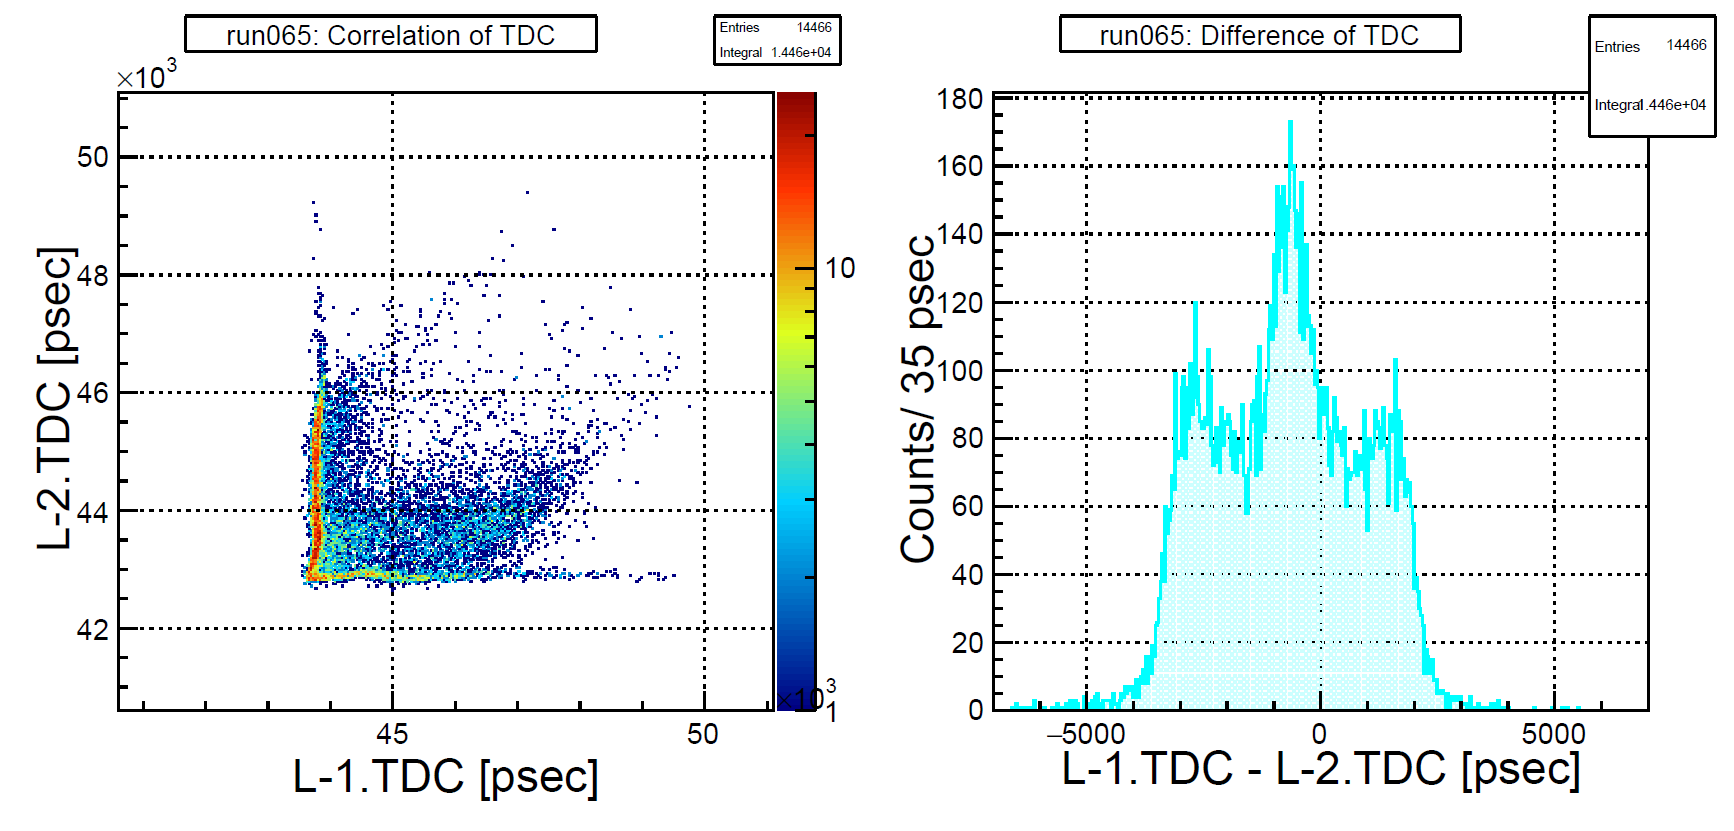 run065: Correlation of TDC
Entries 14466
Integral 1.446e+04
×10³
50
48
46
44
42
L-2.TDC [psec]
10
1
×10³
45 50
L-1.TDC [psec]
run065: Difference of TDC
Entries 14466
Integral 1.446e+04
180
160
140
120
100
80
60
40
20
0
Counts/ 35 psec
−5000 0 5000
L-1.TDC - L-2.TDC [psec]